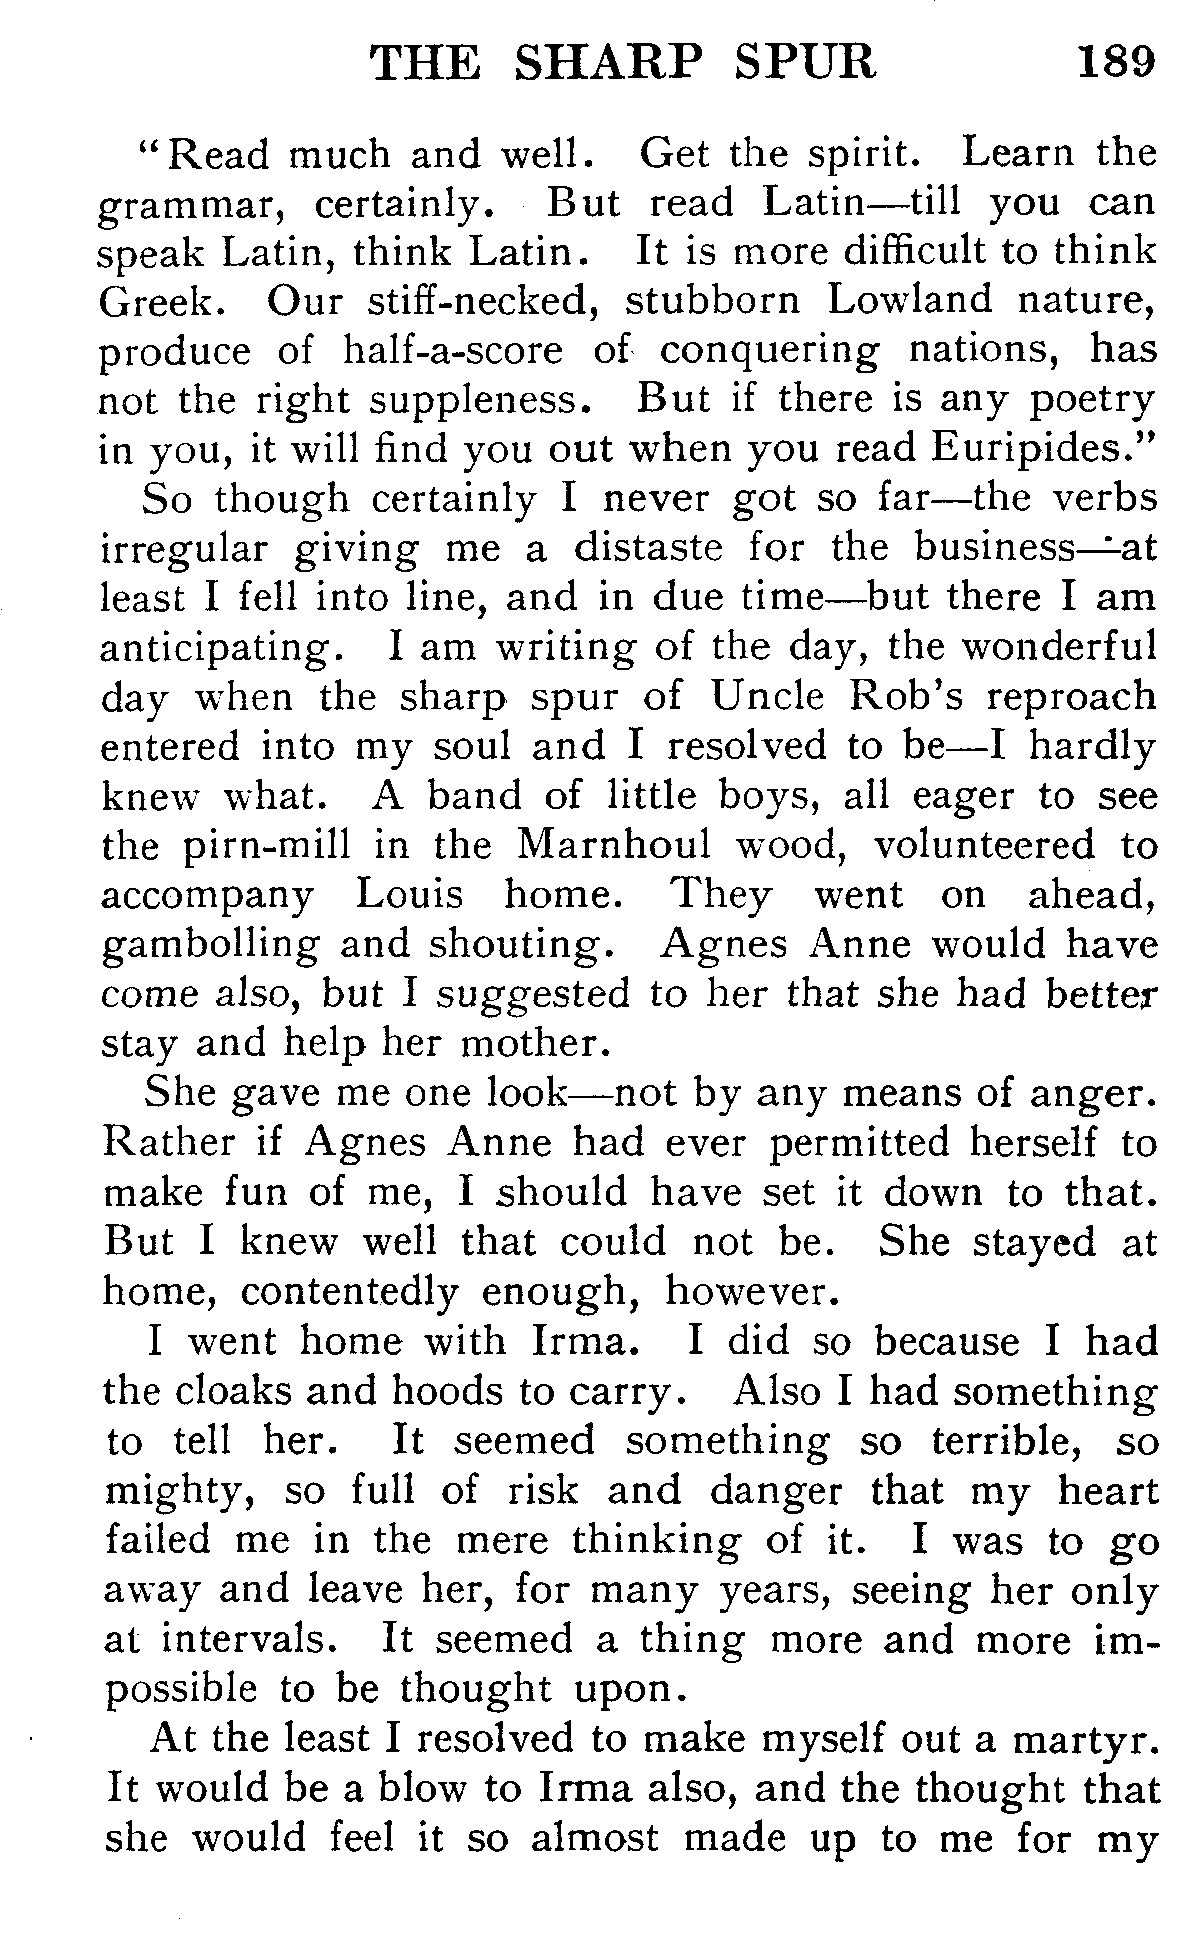 THE SHARP SPUR 189
“Read much and well. Get the spirit. Learn the
grammar, certainly. But read Latin—till you can
speak Latin, think Latin. It is more difficult to think
Greek. Our stiff-necked, stubborn Lowland nature,
produce of half-a-score of conquering nations, has
not the right suppleness. But if there is any poetry
in you, it will find you out when you read Euripides.”
So though certainly I never got so far—the verbs
irregular giving me a distaste for the business—at
least I fell into line, and in due time—but there I am
anticipating. I am writing of the day, the wonderful
day when the sharp spur of Uncle Rob’s reproach
entered into my soul and I resolved to be—I hardly
knew what. A band of little boys, all eager to see
the pirn-mill in the Marnhoul wood, volunteered to
accompany Louis home. They went on ahead,
gambolling and shouting. Agnes Anne would have
come also, but I suggested to her that she had better
stay and help her mother.
She gave me one look—not by any means of anger.
Rather if Agnes Anne had ever permitted herself to
make fun of me, I should have set it down to that.
But I knew well that could not be. She stayed at
home, contentedly enough, however.
I went home with Irma. I did so because I had
the cloaks and hoods to carry. Also I had something
to tell her. It seemed something so terrible, so
mighty, so full of risk and danger that my heart
failed me in the mere thinking of it. I was to go
away and leave her, for many years, seeing her only
at intervals. It seemed a thing more and more im-
possible to be thought upon.
At the least I resolved to make myself out a martyr.
It would be a blow to Irma also, and the thought that
she would feel it so almost made up to me for my